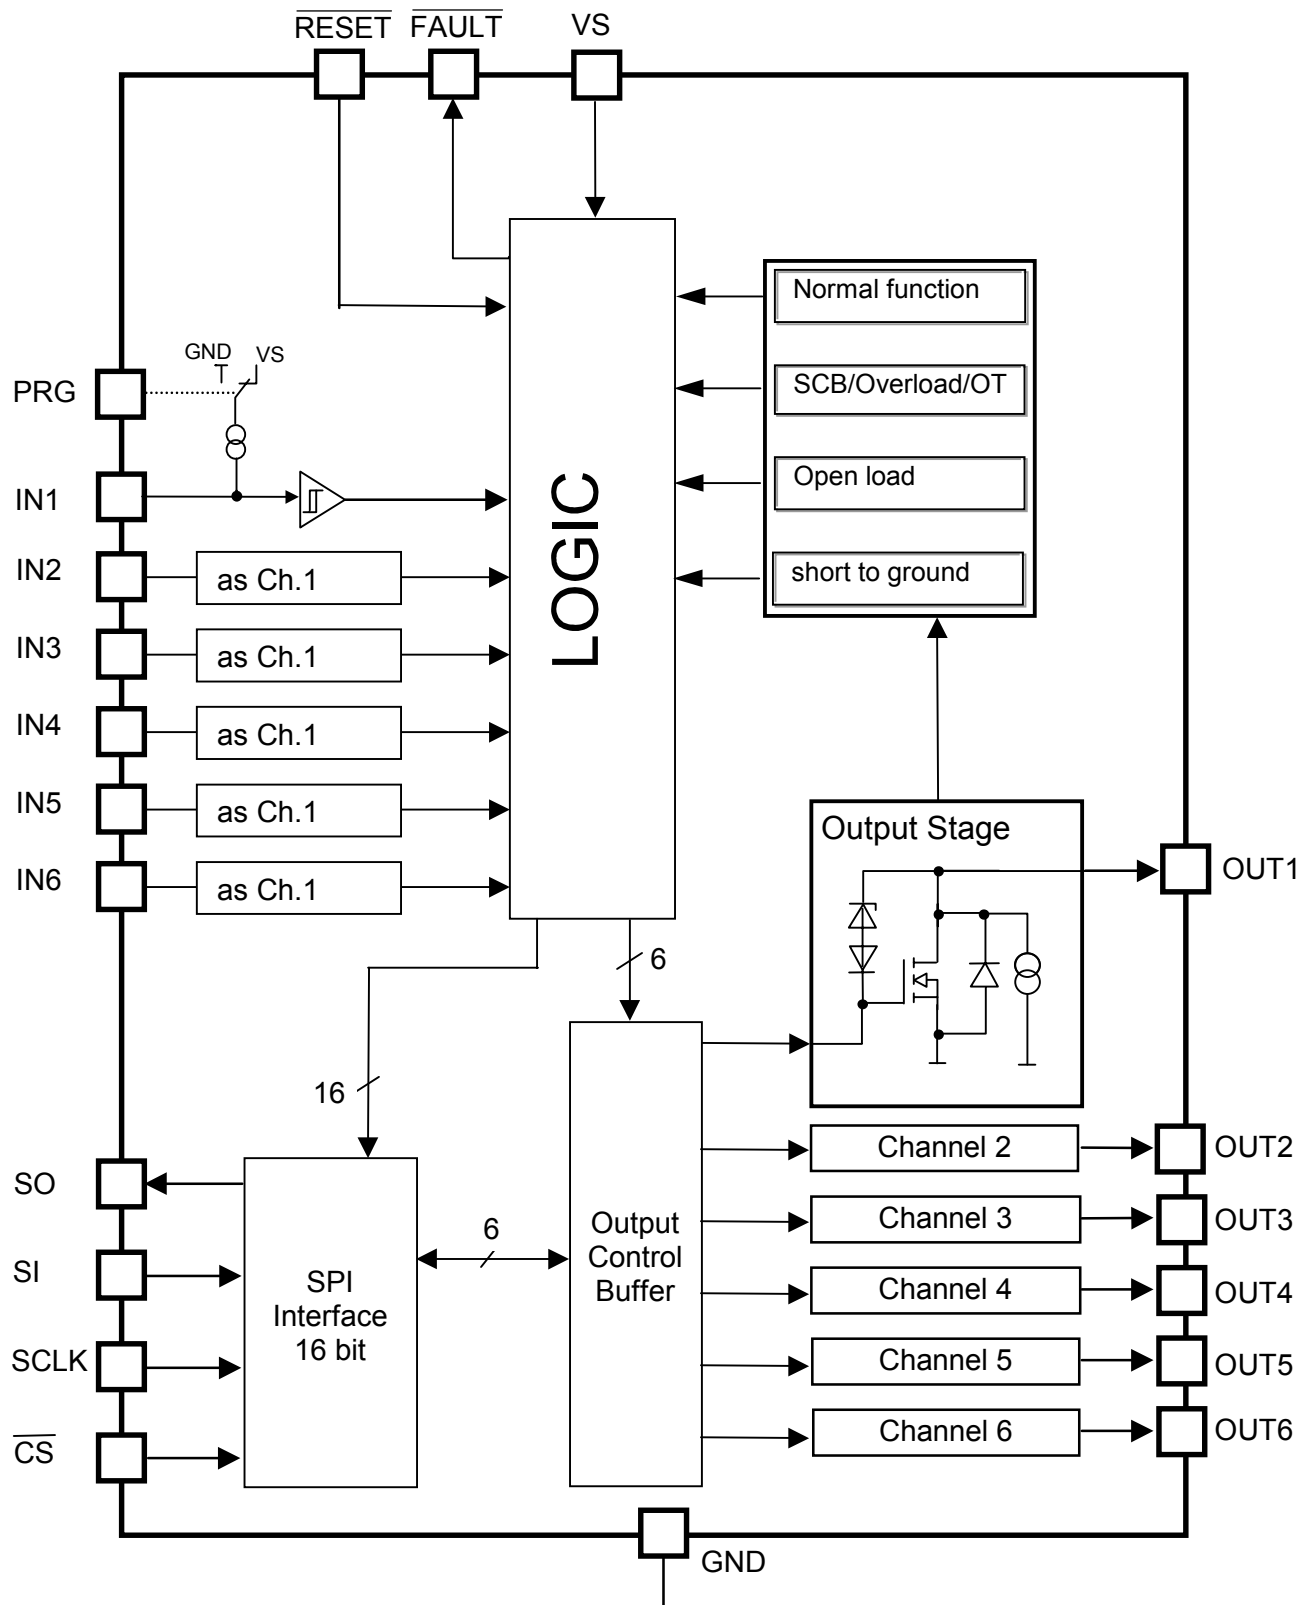 RESET FAULT VS
Normal function
GND VS
PRG
SCB/Overload/OT
LOGIC
Open load
IN1
IN2
as Ch.1
short to ground
IN3
as Ch.1
IN4
as Ch.1
IN5
as Ch.1
Output Stage
IN6
as Ch.1
OUT1
6
16
Channel 2
OUT2
SO
Channel 3
OUT3
6
Output
Control
Buffer
SI
SPI
Interface
16 bit
Channel 4
OUT4
SCLK
Channel 5
OUT5
Channel 6
OUT6
CS
GND